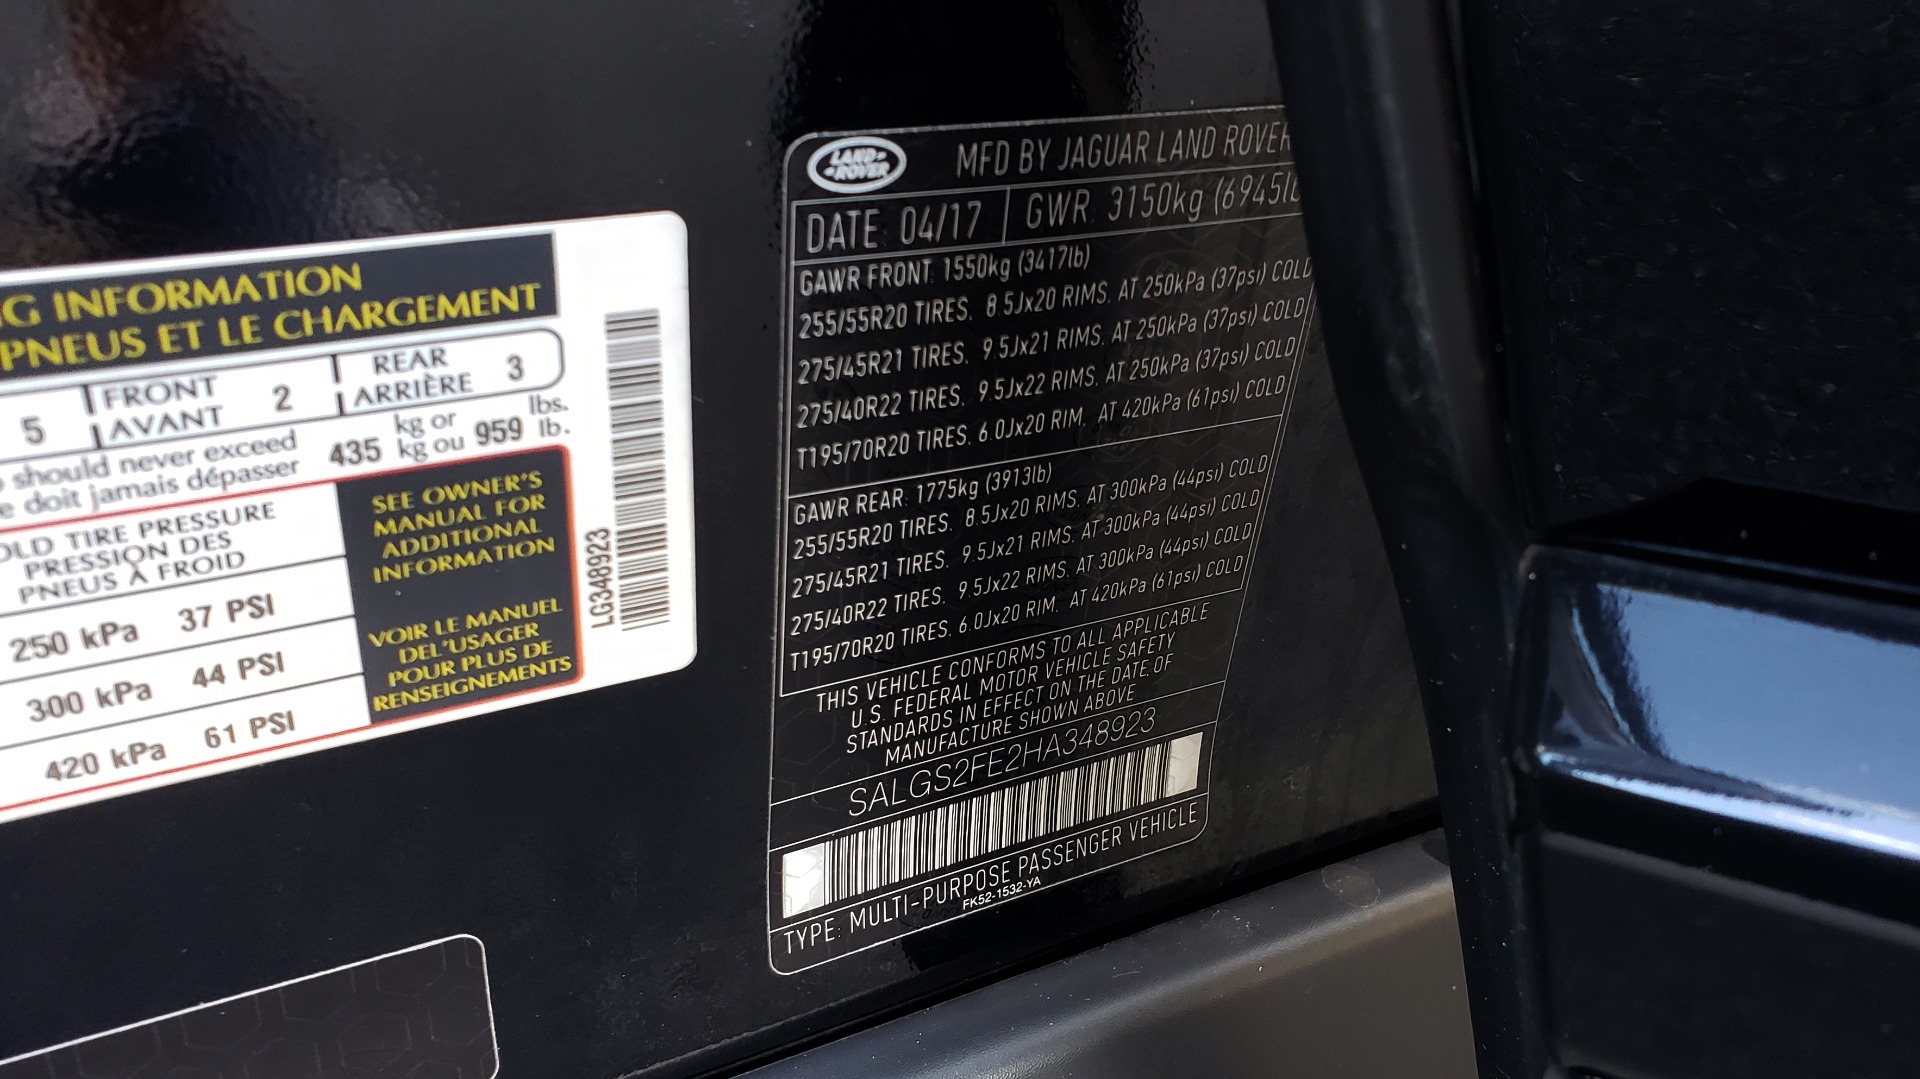 G INFORMATION
PNEUS ET LE CHARGEMENT
5 FRONT AVANT 2 REAR ARRIÈRE 3
should never exceed
doit jamais dépasser 435 kg or kg ou 959 lbs. lb.
OLD TIRE PRESSURE
PRESSION DES
PNEUS À FROID
250 kPa 37 PSI
300 kPa 44 PSI
420 kPa 61 PSI
SEE OWNER'S
MANUAL FOR
ADDITIONAL
INFORMATION
VOIR LE MANUEL
DEL'USAGER
POUR PLUS DE
RENSEIGNEMENTS
LG348923
LAND-
-ROVER
MFD BY JAGUAR LAND ROVER
DATE: 04/17 GWR: 3150kg (6945lb
GAWR FRONT: 1550kg (3417lb)
255/55R20 TIRES. 8.5Jx20 RIMS. AT 250kPa (37psi) COLD
275/45R21 TIRES. 9.5Jx21 RIMS. AT 250kPa (37psi) COLD
275/40R22 TIRES. 9.5Jx22 RIMS. AT 250kPa (37psi) COLD
T195/70R20 TIRES. 6.0Jx20 RIM. AT 420kPa (61psi) COLD
GAWR REAR: 1775kg (3913lb)
255/55R20 TIRES. 8.5Jx20 RIMS. AT 300kPa (44psi) COLD
275/45R21 TIRES. 9.5Jx21 RIMS. AT 300kPa (44psi) COLD
275/40R22 TIRES. 9.5Jx22 RIMS. AT 300kPa (44psi) COLD
T195/70R20 TIRES. 6.0Jx20 RIM. AT 420kPa (61psi) COLD
THIS VEHICLE CONFORMS TO ALL APPLICABLE
U.S. FEDERAL MOTOR VEHICLE SAFETY
STANDARDS IN EFFECT ON THE DATE OF
MANUFACTURE SHOWN ABOVE.
SALGS2FE2HA348923
TYPE: MULTI-PURPOSE PASSENGER VEHICLE
FK52-1532-YA